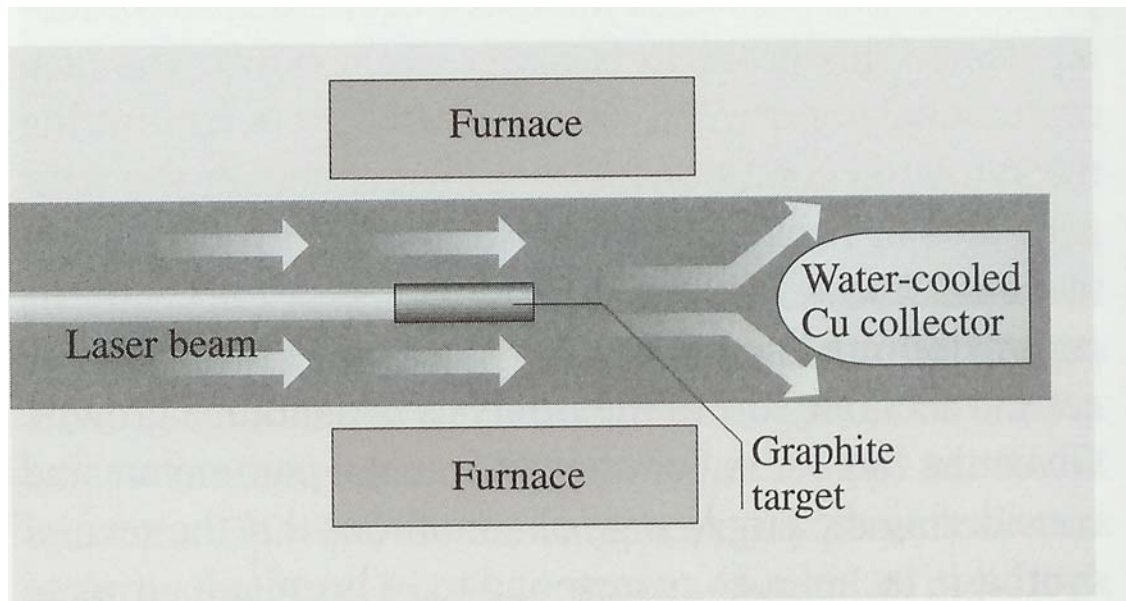 Furnace
Water-cooled
Cu collector
Laser beam
Furnace
Graphite
target